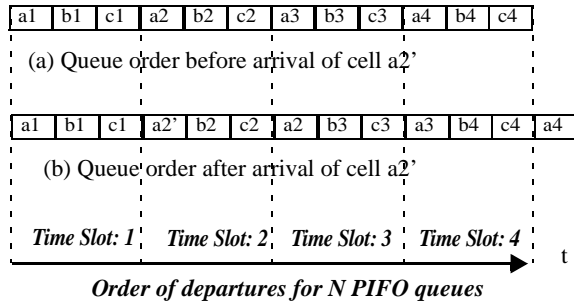 a1 b1 c1 a2 b2 c2 a3 b3 c3 a4 b4 c4
(a) Queue order before arrival of cell a2’
a1 b1 c1 a2’ b2 c2 a2 b3 c3 a3 b4 c4 a4
(b) Queue order after arrival of cell a2’
Time Slot: 1 Time Slot: 2 Time Slot: 3 Time Slot: 4
t
Order of departures for N PIFO queues